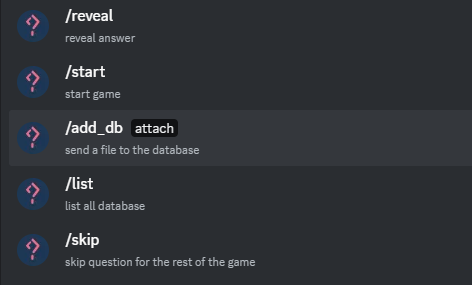 /reveal
reveal answer
/start
start game
/add_db attach
send a file to the database
/list
list all database
/skip
skip question for the rest of the game